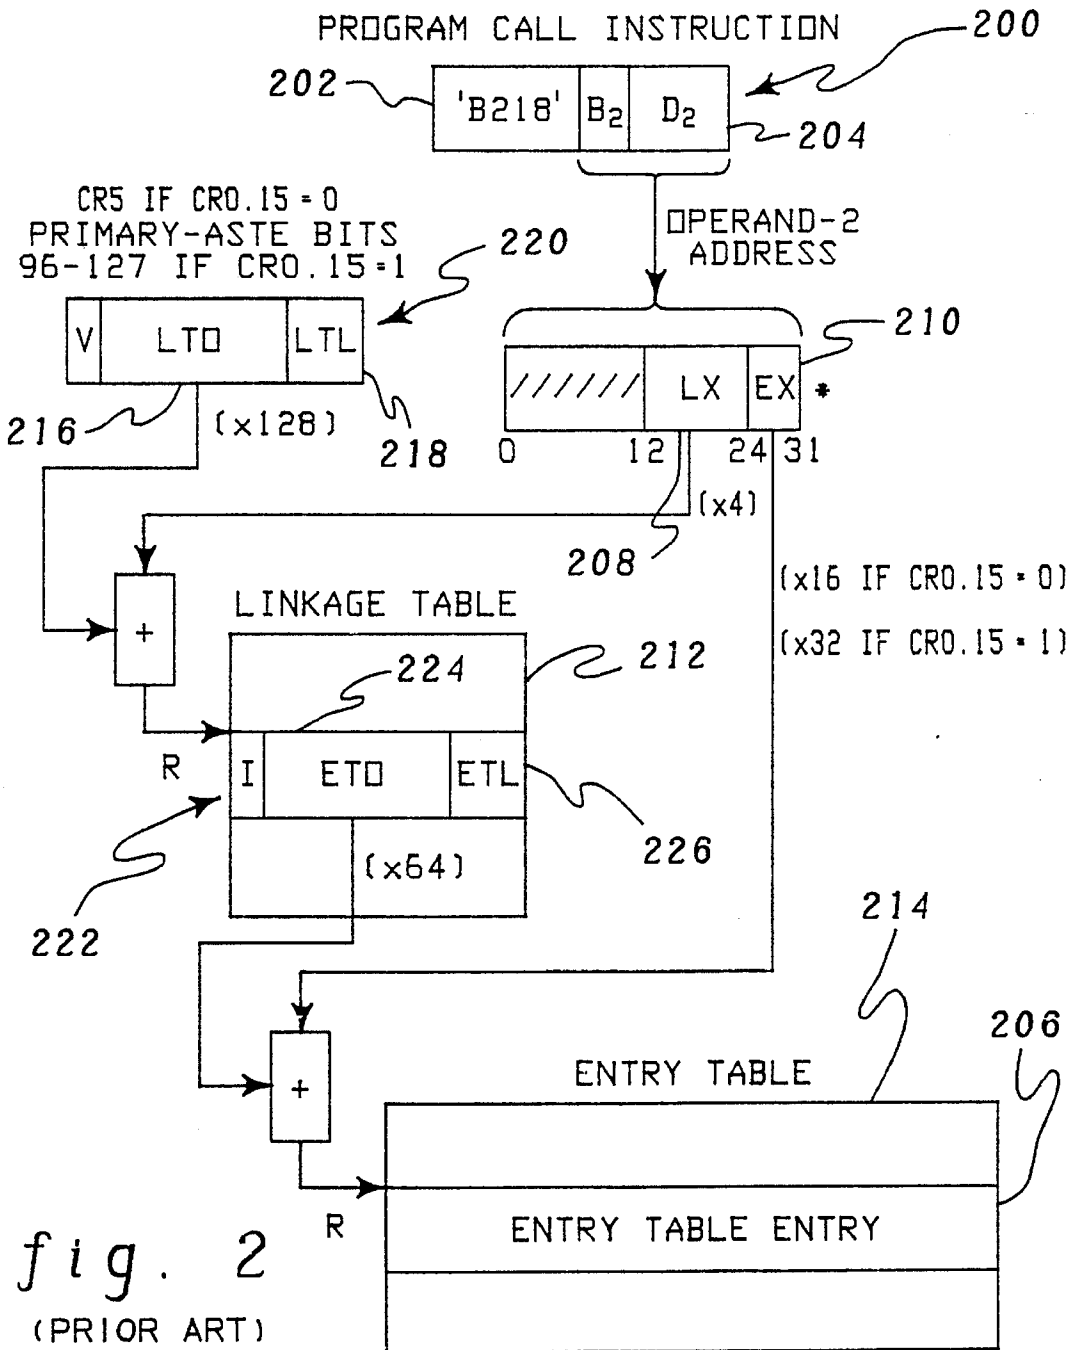 PROGRAM CALL INSTRUCTION
200
202
'B218' B2 D2
204
CR5 IF CR0.15=0
PRIMARY-ASTE BITS
96-127 IF CR0.15=1
220
OPERAND-2
ADDRESS
V LTO LTL
210
////// LX EX *
216
(x128)
218
0 12 24 31
(x4)
208
(x16 IF CR0.15=0)
(x32 IF CR0.15=1)
+
LINKAGE TABLE
212
224
R
I ETO ETL
222
226
(x64)
214
206
+
ENTRY TABLE
R
ENTRY TABLE ENTRY
fig. 2
(PRIOR ART)